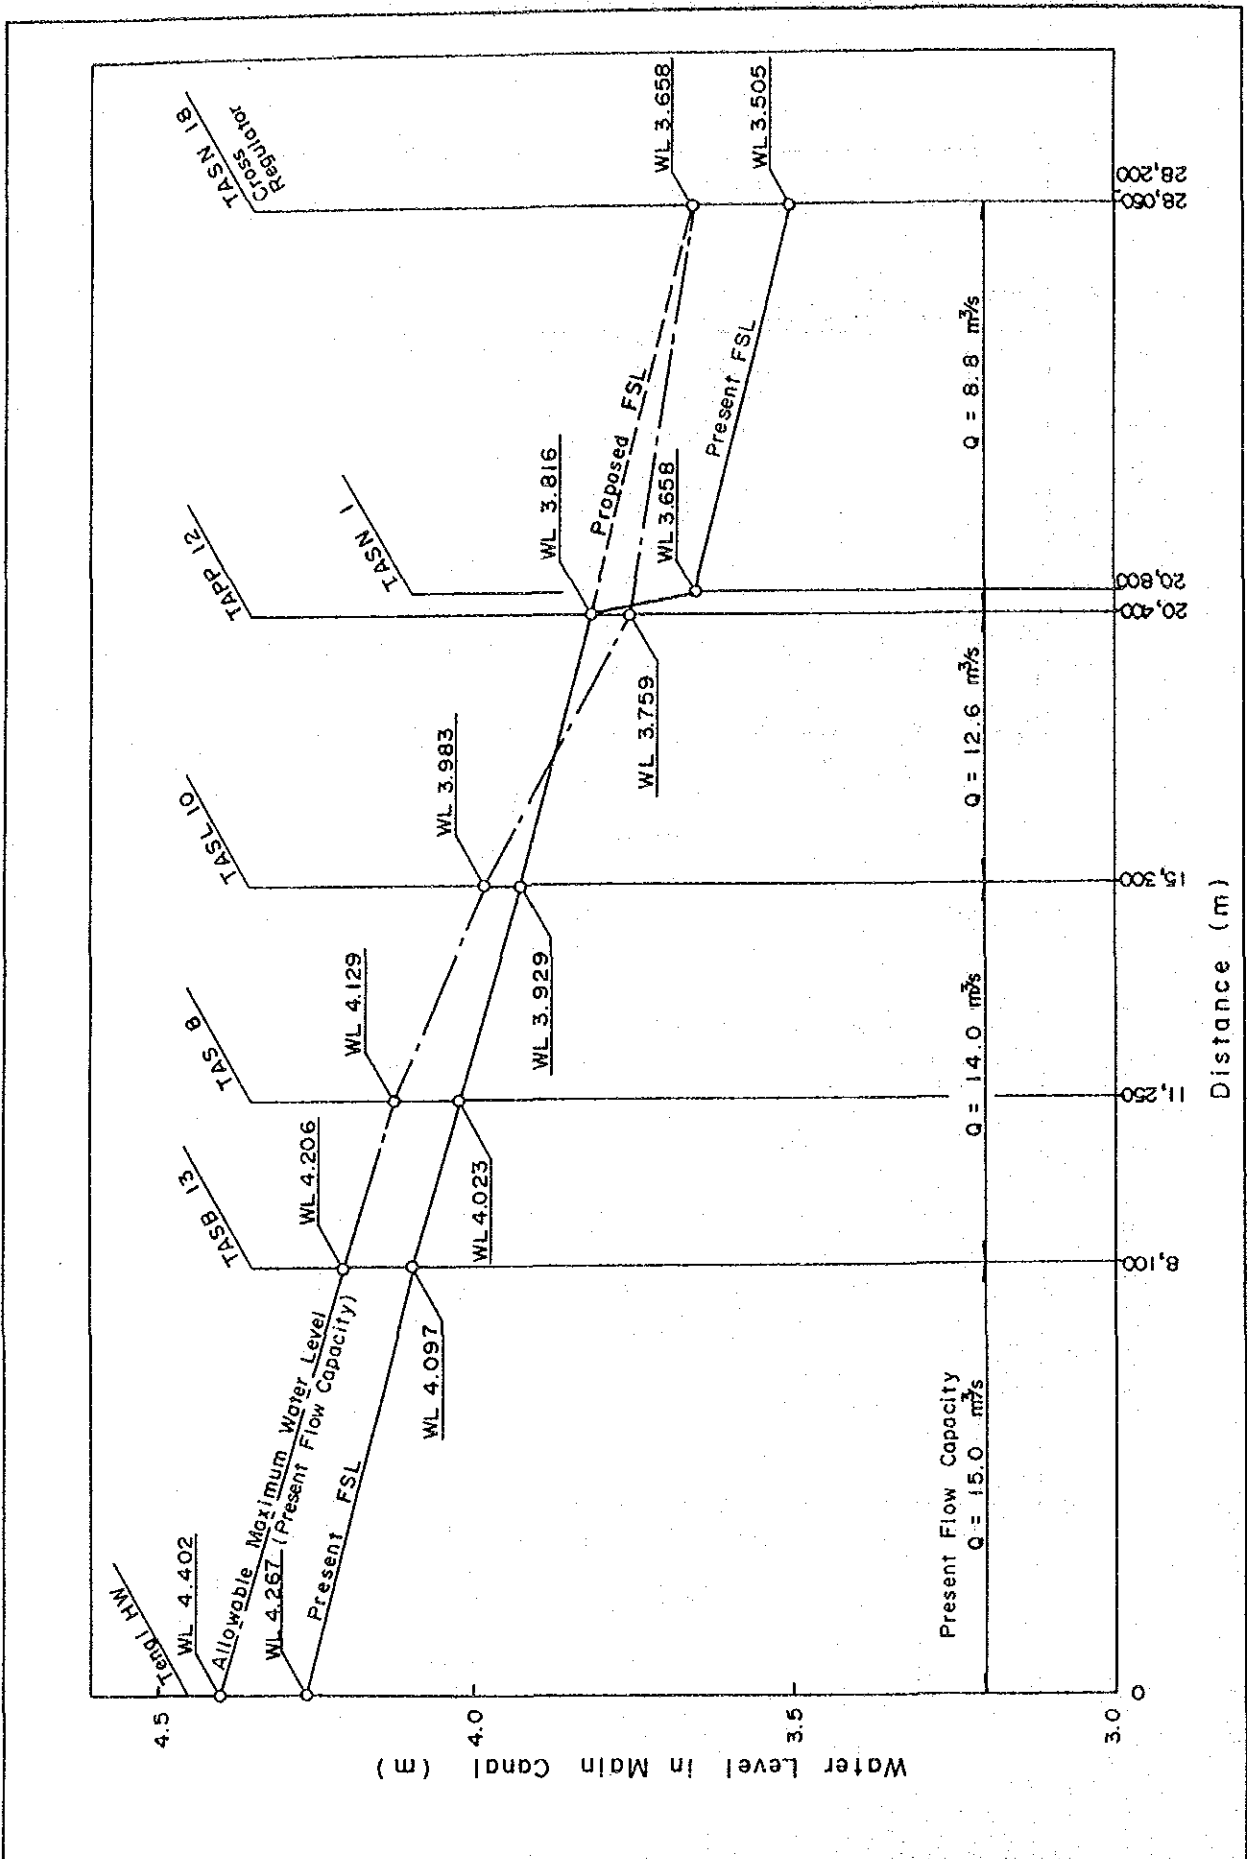 Tengi HW
TASB 13
TAS 8
TASL 10
TAPP 12
TASN 1
TASN 18
Cross
Regulator
WL 4.402
Allowable Maximum Water Level
(Present Flow Capacity)
WL 4.267
Present FSL
WL 4.206
WL 4.097
WL 4.129
WL 4.023
WL 3.983
WL 3.929
WL 3.816
WL 3.759
Proposed FSL
WL 3.658
Present FSL
WL 3.658
WL 3.505
Present Flow Capacity
Q = 15.0 m³/s
Q = 14.0 m³/s
Q = 12.6 m³/s
Q = 8.8 m³/s
4.5
4.0
3.5
3.0
Water Level in Main Canal (m)
0
8,100
11,250
15,300
20,400
20,800
28,050
28,200
Distance (m)